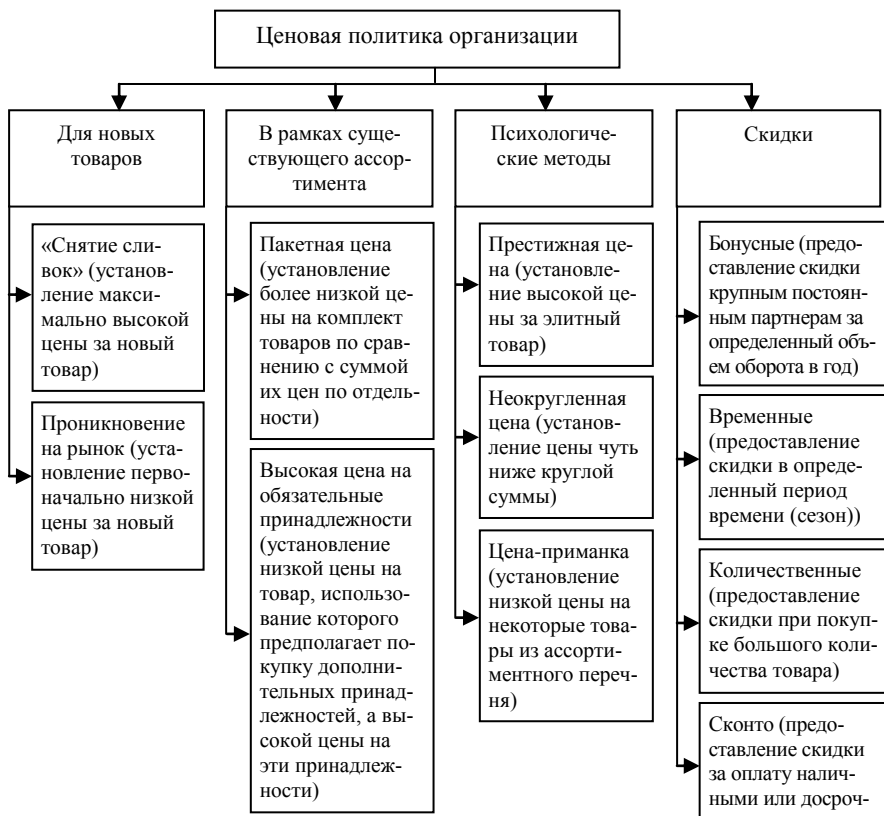 Ценовая политика организации
Для новых
товаров
В рамках суще-
ствующего ассор-
тимента
Психологиче-
ские методы
Скидки
«Снятие сли-
вок» (установ-
ление макси-
мально высокой
цены за новый
товар)
Проникновение
на рынок (уста-
новление перво-
начально низкой
цены за новый
товар)
Пакетная цена
(установление
более низкой це-
ны на комплект
товаров по срав-
нению с суммой
их цен по отдель-
ности)
Высокая цена на
обязательные
принадлежности
(установление
низкой цены на
товар, использо-
вание которого
предполагает по-
купку дополни-
тельных принад-
лежностей, а вы-
сокой цены на
эти принадлеж-
ности)
Престижная це-
на (установле-
ние высокой це-
ны за элитный
товар)
Неокругленная
цена (установ-
ление цены чуть
ниже круглой
суммы)
Цена-приманка
(установление
низкой цены на
некоторые това-
ры из ассорти-
ментного переч-
ня)
Бонусные (предо-
ставление скидки
крупным постоян-
ным партнерам за
определенный объ-
ем оборота в год)
Временные
(предоставление
скидки в опреде-
ленный период
времени (сезон))
Количественные
(предоставление
скидки при покуп-
ке большого коли-
чества товара)
Сконто (предо-
ставление скидки
за оплату налич-
ными или досроч-